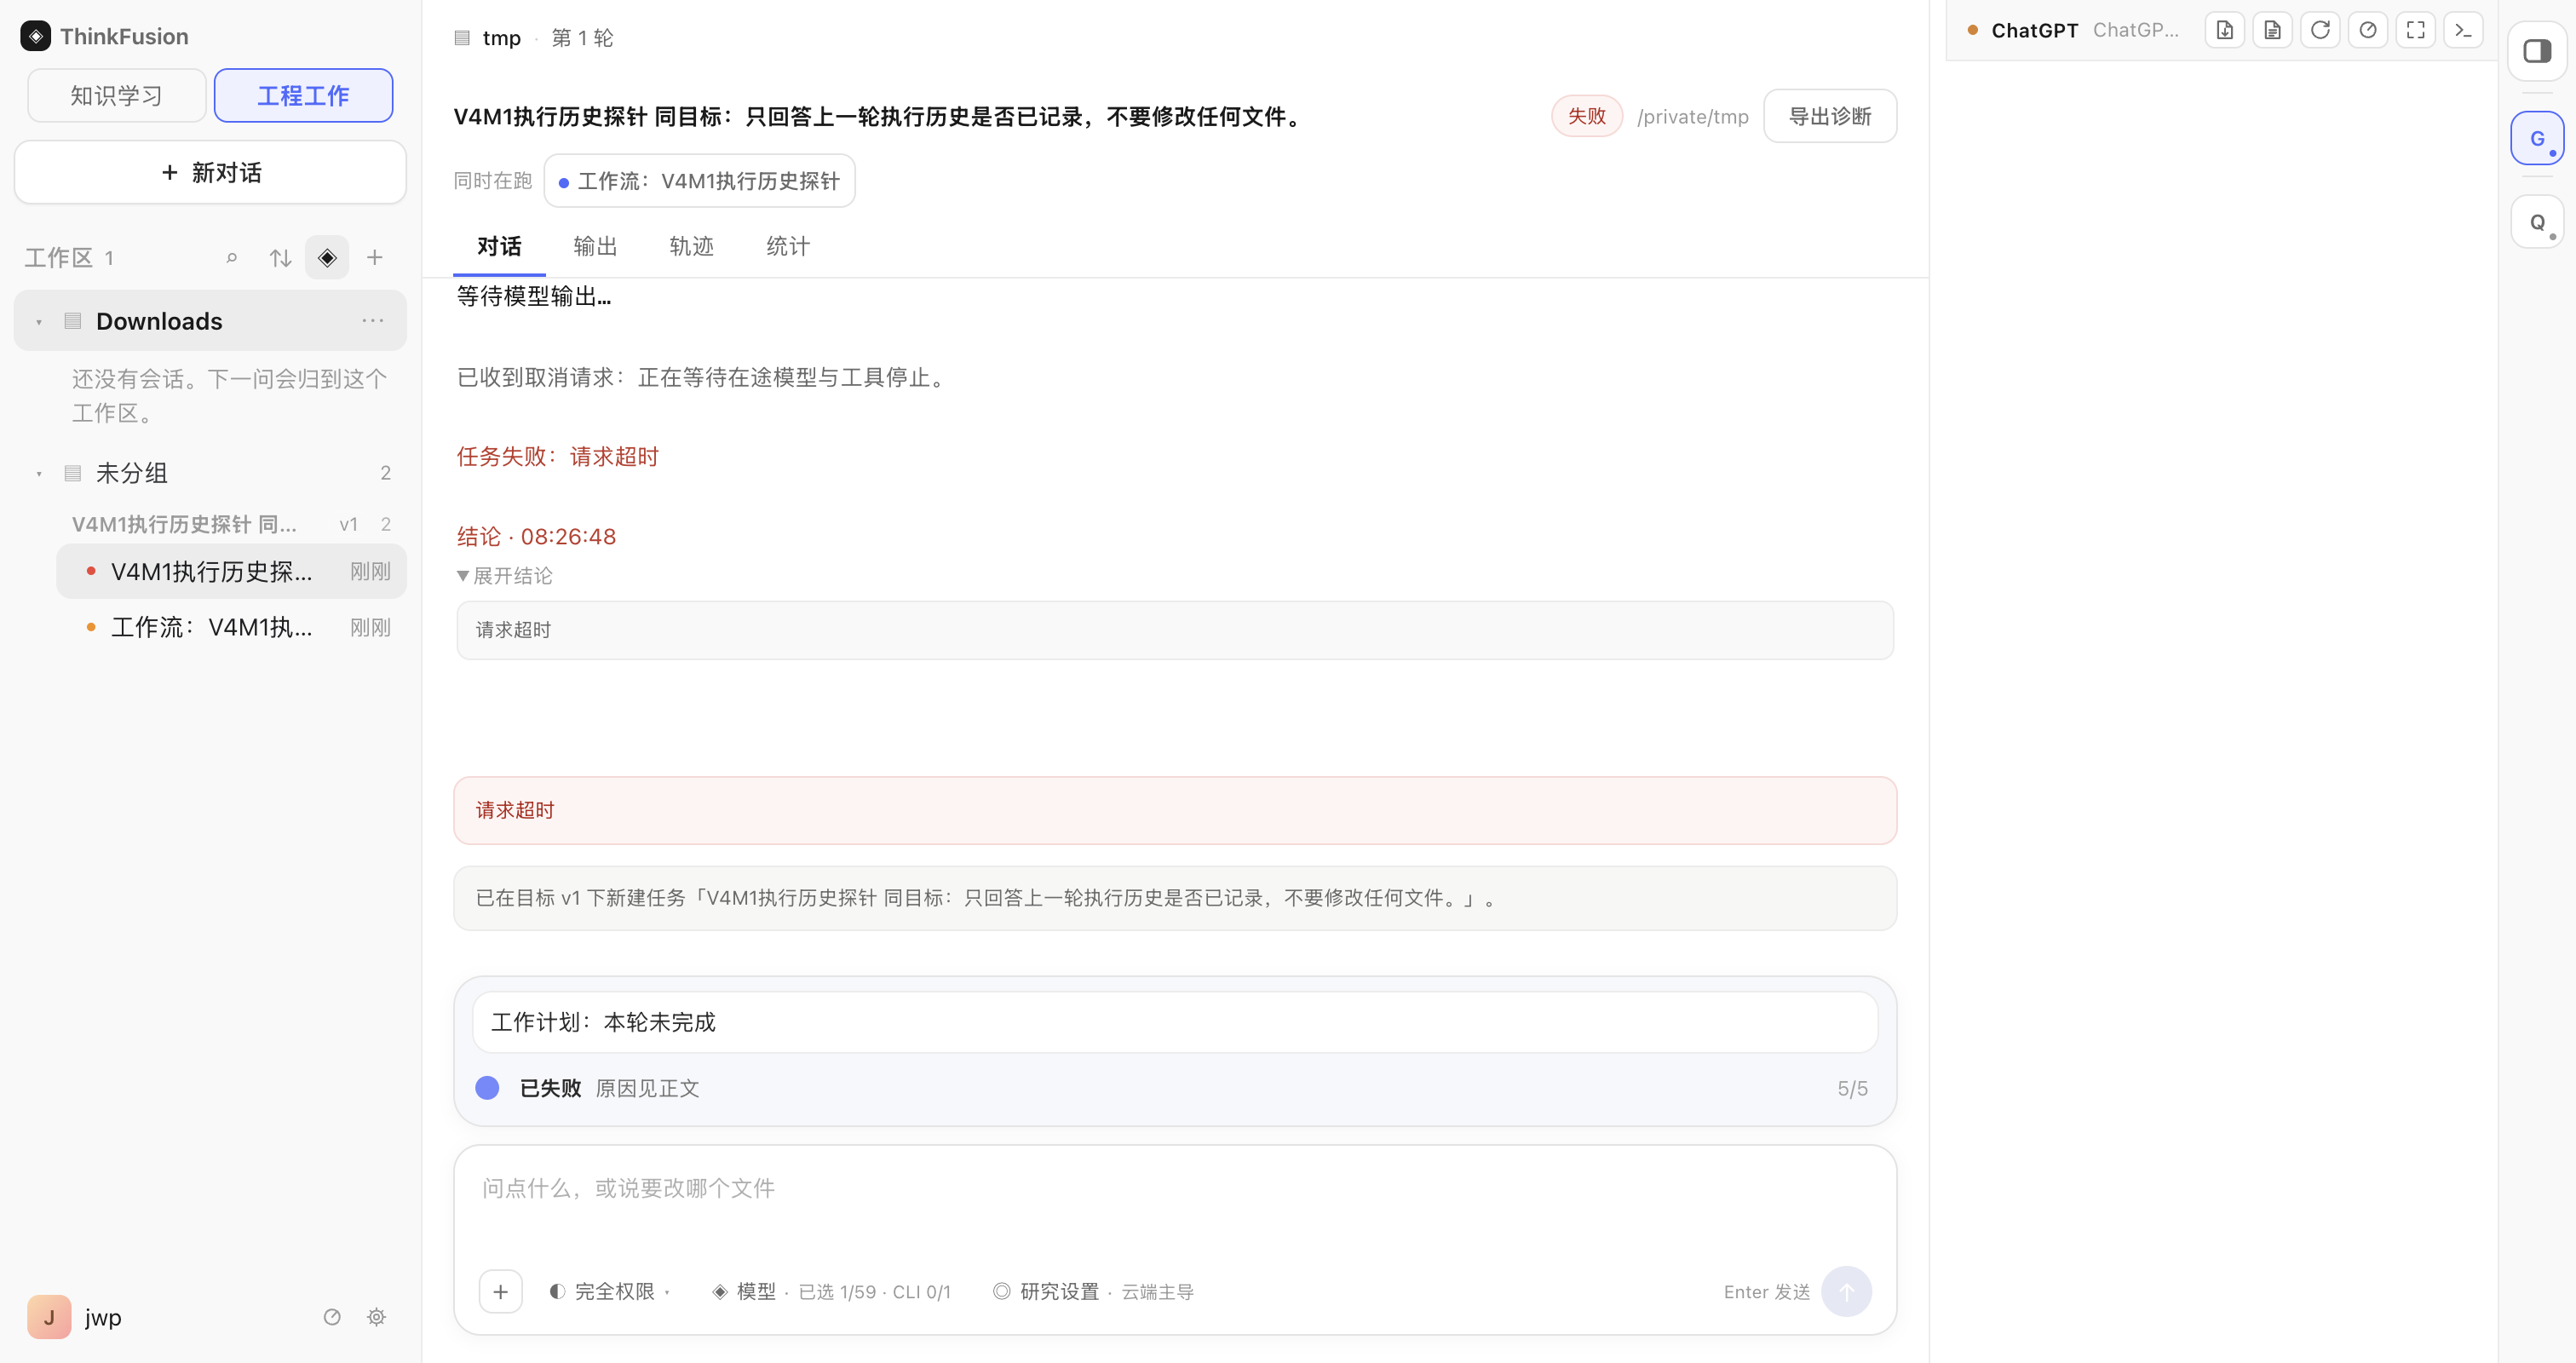 ThinkFusion
知识学习
工程工作
+ 新对话
工作区 1
Downloads
还没有会话。下一问会归到这个
工作区。
未分组 2
V4M1执行历史探针 同... v1 2
V4M1执行历史探... 刚刚
工作流：V4M1执... 刚刚
J jwp
tmp · 第 1 轮
V4M1执行历史探针 同目标：只回答上一轮执行历史是否已记录，不要修改任何文件。
失败 /private/tmp 导出诊断
同时在跑 工作流：V4M1执行历史探针
对话 输出 轨迹 统计
等待模型输出…
已收到取消请求：正在等待在途模型与工具停止。
任务失败：请求超时
结论 · 08:26:48
▼展开结论
请求超时
请求超时
已在目标 v1 下新建任务「V4M1执行历史探针 同目标：只回答上一轮执行历史是否已记录，不要修改任何文件。」。
工作计划：本轮未完成
已失败 原因见正文 5/5
问点什么，或说要改哪个文件
+ 完全权限 模型 · 已选 1/59 · CLI 0/1 研究设置 · 云端主导 Enter 发送
ChatGPT ChatGP...
G
Q